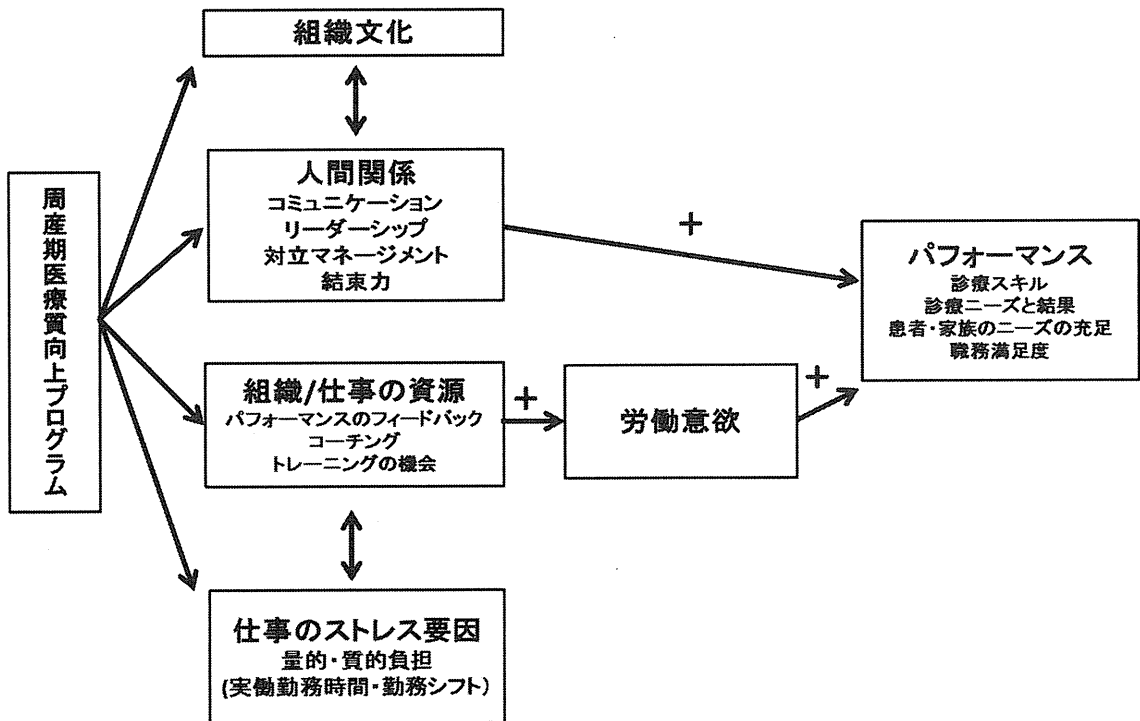 組織文化
周産期医療質向上プログラム
人間関係
コミュニケーション
リーダーシップ
対立マネージメント
結束力
+
パフォーマンス
診療スキル
診療ニーズと結果
患者・家族のニーズの充足
職務満足度
組織/仕事の資源
パフォーマンスのフィードバック
コーチング
トレーニングの機会
+
労働意欲
+
仕事のストレス要因
量的・質的負担
(実働勤務時間・勤務シフト)